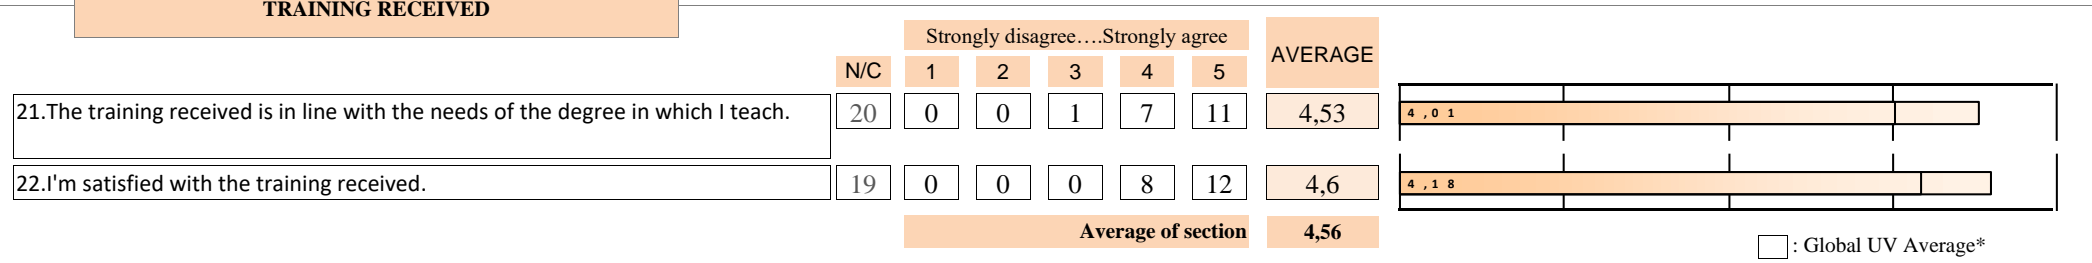 TRAINING RECEIVED
Strongly disagree….Strongly agree
AVERAGE
N/C 1 2 3 4 5
21.The training received is in line with the needs of the degree in which I teach. 20 0 0 1 7 11 4,53 4,01
22.I'm satisfied with the training received. 19 0 0 0 8 12 4,6 4,18
Average of section 4,56
: Global UV Average*